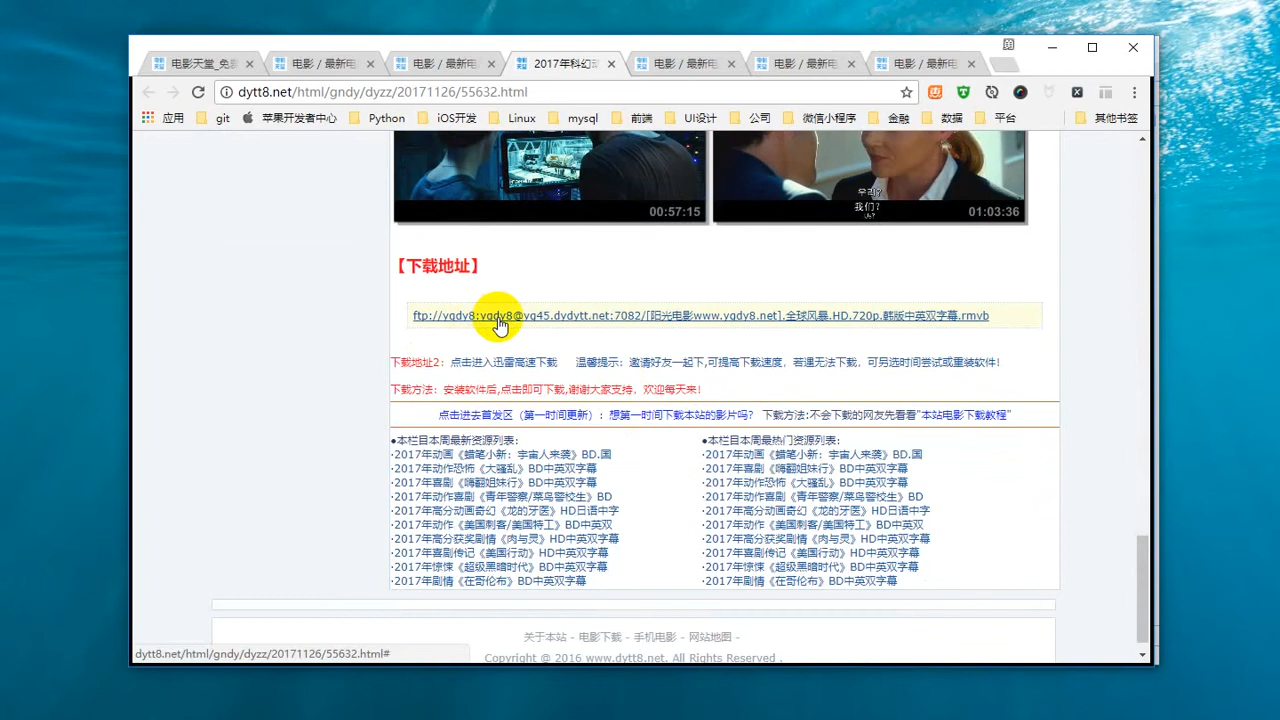 电影天堂_免费
电影 / 最新电
电影 / 最新电
2017年科幻动
电影 / 最新电
电影 / 最新电
电影 / 最新电
dytt8.net/html/gndy/dyzz/20171126/55632.html
应用 git 苹果开发者中心 Python iOS开发 Linux mysql 前端 UI设计 公司 微信小程序 金融 数据 平台 其他书签
우리?
我们?
Us?
00:57:15
01:03:36
【下载地址】
ftp://ygdy8:ygdy8@yg45.dydytt.net:7082/[阳光电影www.ygdy8.net].全球风暴.HD.720p.韩版中英双字幕.rmvb
下载地址2：点击进入迅雷高速下载 温馨提示：邀请好友一起下,可提高下载速度，若遇无法下载，可另选时间尝试或重装软件!
下载方法：安装软件后,点击即可下载,谢谢大家支持，欢迎每天来!
点击进去首发区（第一时间更新）：想第一时间下载本站的影片吗? 下载方法:不会下载的网友先看看"本站电影下载教程"
●本栏目本周最新资源列表:
·2017年动画《蜡笔小新：宇宙人来袭》BD.国
·2017年动作恐怖《大骚乱》BD中英双字幕
·2017年喜剧《嗨翻姐妹行》BD中英双字幕
·2017年动作喜剧《青年警察/菜鸟警校生》BD
·2017年高分动画奇幻《龙的牙医》HD日语中字
·2017年动作《美国刺客/美国特工》BD中英双
·2017年高分获奖剧情《肉与灵》HD中英双字幕
·2017年喜剧传记《美国行动》HD中英双字幕
·2017年惊悚《超级黑暗时代》BD中英双字幕
·2017年剧情《在哥伦布》BD中英双字幕
●本栏目本周最热门资源列表:
·2017年动画《蜡笔小新：宇宙人来袭》BD.国
·2017年喜剧《嗨翻姐妹行》BD中英双字幕
·2017年动作恐怖《大骚乱》BD中英双字幕
·2017年动作喜剧《青年警察/菜鸟警校生》BD
·2017年高分动画奇幻《龙的牙医》HD日语中字
·2017年动作《美国刺客/美国特工》BD中英双
·2017年高分获奖剧情《肉与灵》HD中英双字幕
·2017年喜剧传记《美国行动》HD中英双字幕
·2017年惊悚《超级黑暗时代》BD中英双字幕
·2017年剧情《在哥伦布》BD中英双字幕
关于本站 - 电影下载 - 手机电影 - 网站地图 -
Copyright @ 2016 www.dytt8.net. All Rights Reserved .
dytt8.net/html/gndy/dyzz/20171126/55632.html#